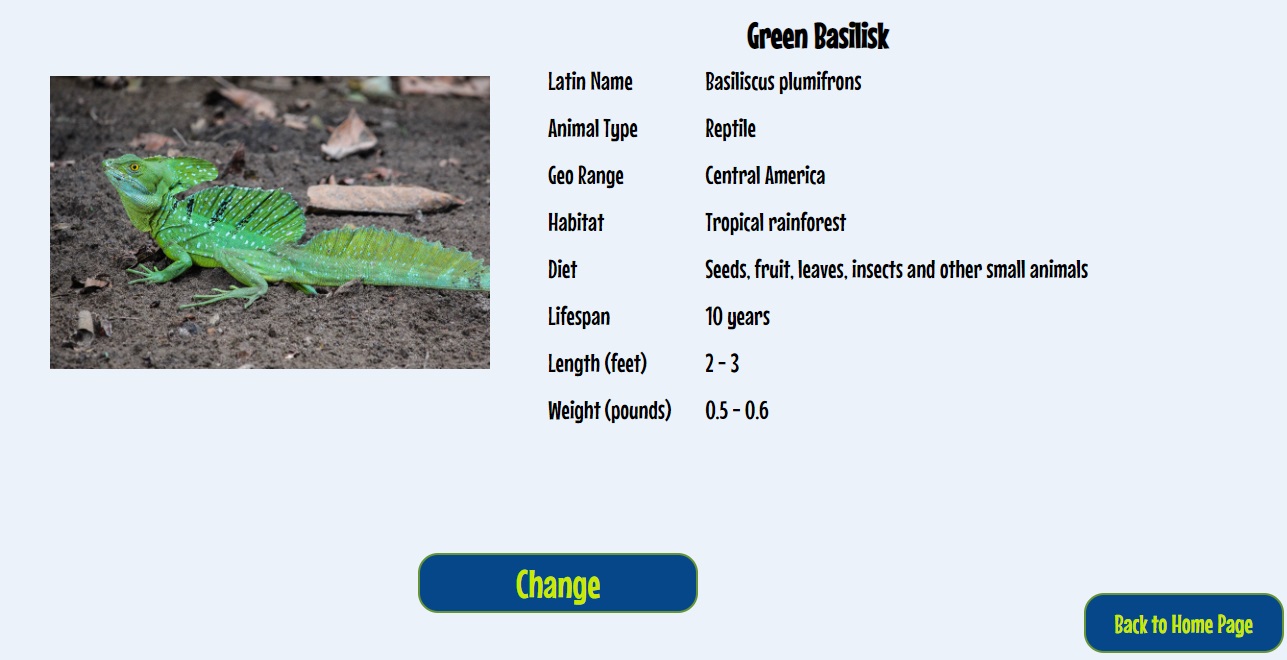 Green Basilisk
Latin Name Basiliscus plumifrons
Animal Type Reptile
Geo Range Central America
Habitat Tropical rainforest
Diet Seeds, fruit, leaves, insects and other small animals
Lifespan 10 years
Length (feet) 2 - 3
Weight (pounds) 0.5 - 0.6
Change
Back to Home Page